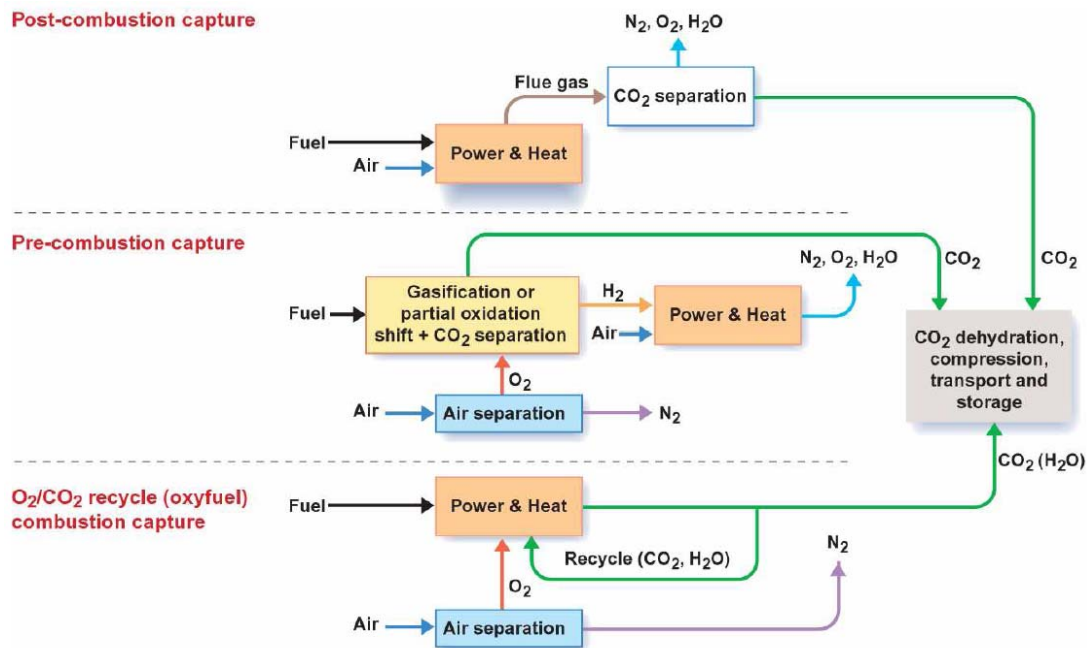 Post-combustion capture
N₂, O₂, H₂O
Flue gas
CO₂ separation
Fuel
Air
Power & Heat
Pre-combustion capture
N₂, O₂, H₂O
CO₂
CO₂
Gasification or
partial oxidation
shift + CO₂ separation
H₂
Fuel
Air
Power & Heat
CO₂ dehydration,
compression,
transport and
storage
O₂
Air
Air separation
N₂
CO₂ (H₂O)
O₂/CO₂ recycle (oxyfuel)
combustion capture
Fuel
Power & Heat
Recycle (CO₂, H₂O)
N₂
O₂
Air
Air separation